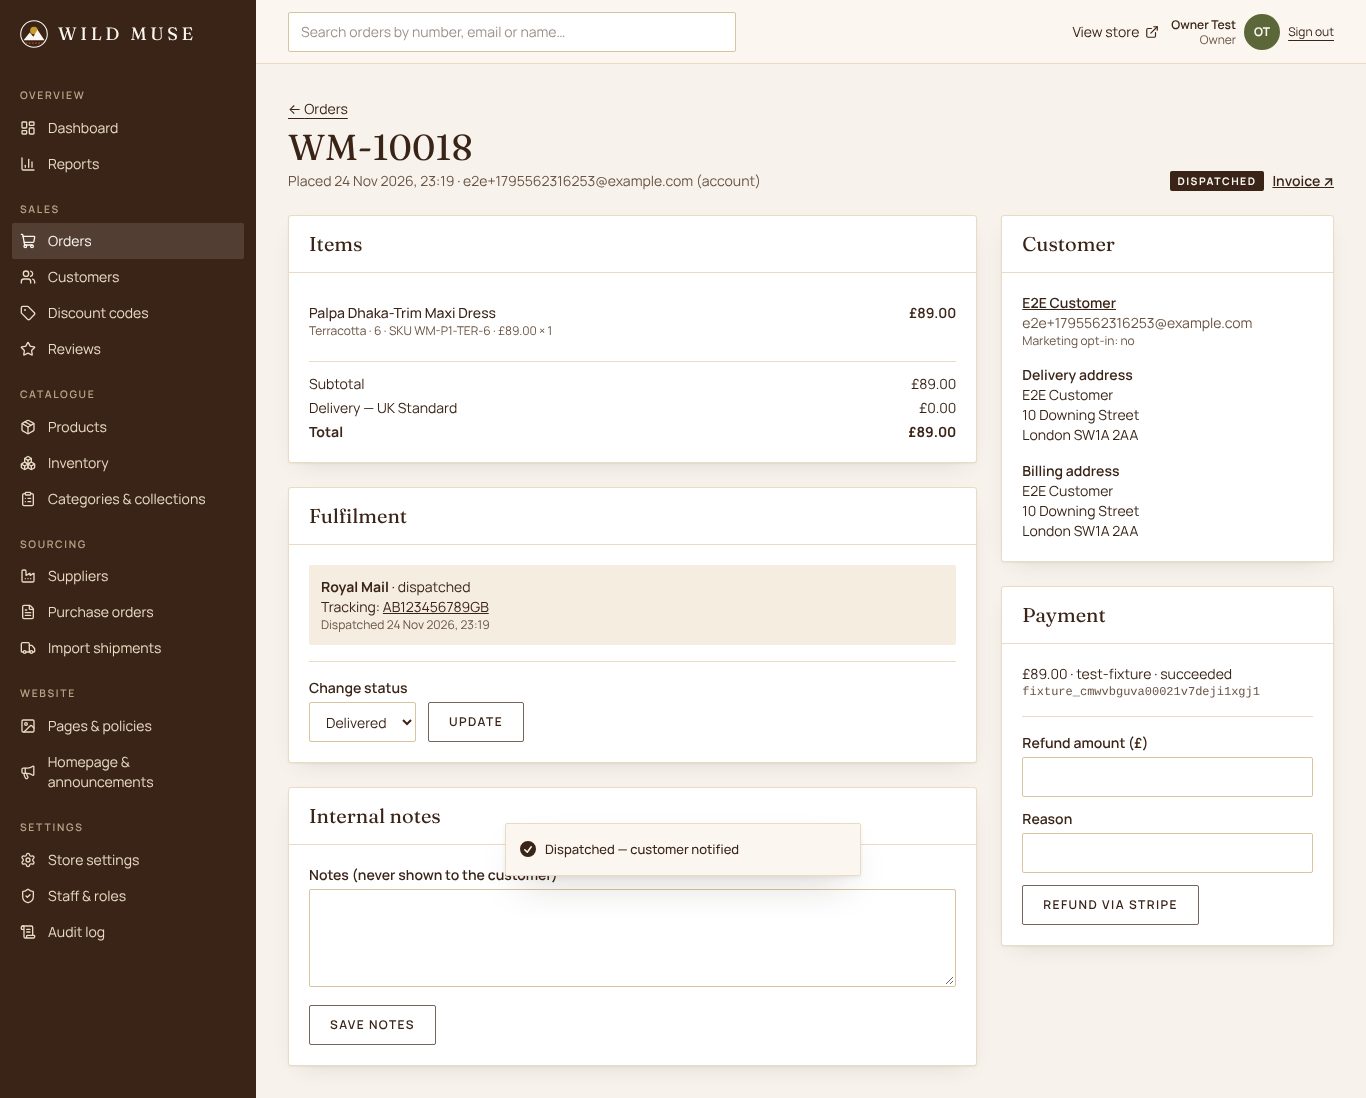 WILD MUSE
OVERVIEW
Dashboard
Reports
SALES
Orders
Customers
Discount codes
Reviews
CATALOGUE
Products
Inventory
Categories & collections
SOURCING
Suppliers
Purchase orders
Import shipments
WEBSITE
Pages & policies
Homepage &
announcements
SETTINGS
Store settings
Staff & roles
Audit log
Search orders by number, email or name...
View store
Owner Test
Owner
OT
Sign out
← Orders
WM-10018
Placed 24 Nov 2026, 23:19 · e2e+1795562316253@example.com (account)
DISPATCHED
Invoice ↗
Items
Palpa Dhaka-Trim Maxi Dress £89.00
Terracotta · 6 · SKU WM-P1-TER-6 · £89.00 × 1
Subtotal £89.00
Delivery — UK Standard £0.00
Total £89.00
Fulfilment
Royal Mail · dispatched
Tracking: AB123456789GB
Dispatched 24 Nov 2026, 23:19
Change status
Delivered
UPDATE
Internal notes
Dispatched — customer notified
Notes (never shown to the customer)
SAVE NOTES
Customer
E2E Customer
e2e+1795562316253@example.com
Marketing opt-in: no
Delivery address
E2E Customer
10 Downing Street
London SW1A 2AA
Billing address
E2E Customer
10 Downing Street
London SW1A 2AA
Payment
£89.00 · test-fixture · succeeded
fixture_cmwvbguva00021v7deji1xgj1
Refund amount (£)
Reason
REFUND VIA STRIPE